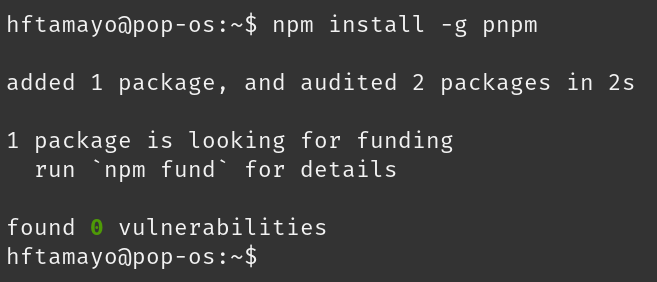 hftamayo@pop-os:~$ npm install -g pnpm
added 1 package, and audited 2 packages in 2s
1 package is looking for funding
  run `npm fund` for details
found 0 vulnerabilities
hftamayo@pop-os:~$